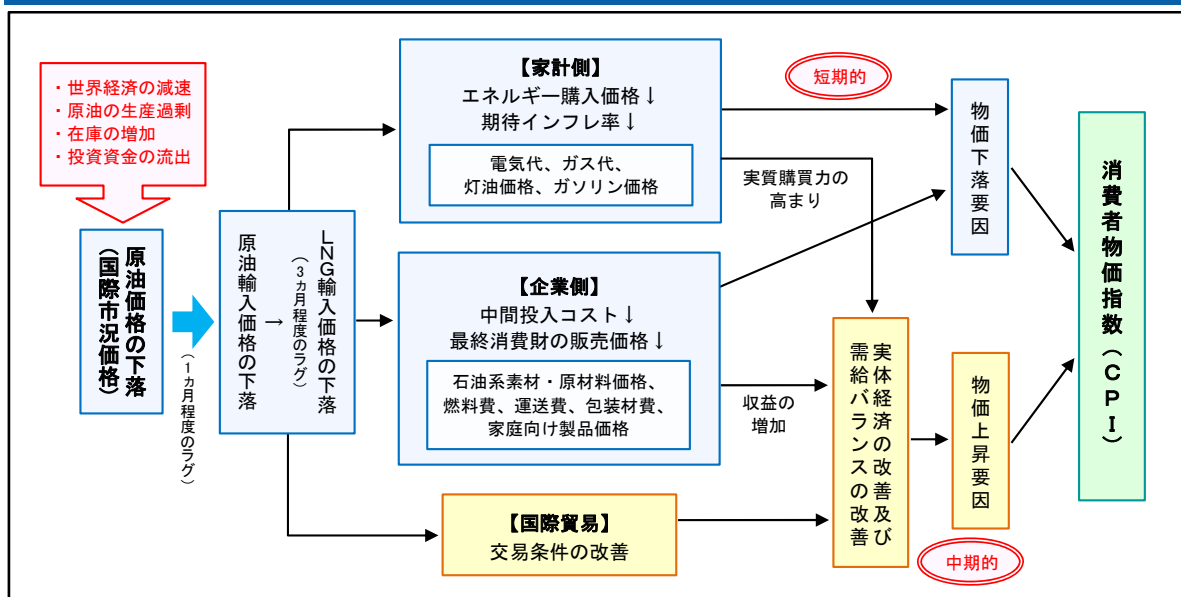 ・世界経済の減速
・原油の生産過剰
・在庫の増加
・投資資金の流出
原油価格の下落
（国際市況価格）
（1ヵ月程度のラグ）
原油輸入価格の下落
→
LNG輸入価格の下落
（3ヵ月程度のラグ）
【家計側】
エネルギー購入価格↓
期待インフレ率↓
電気代、ガス代、
灯油価格、ガソリン価格
【企業側】
中間投入コスト↓
最終消費財の販売価格↓
石油系素材・原材料価格、
燃料費、運送費、包装材費、
家庭向け製品価格
【国際貿易】
交易条件の改善
短期的
実質購買力の
高まり
収益の
増加
実体経済の改善及び
需給バランスの改善
物価下落要因
物価上昇要因
中期的
消費者物価指数（CPI）